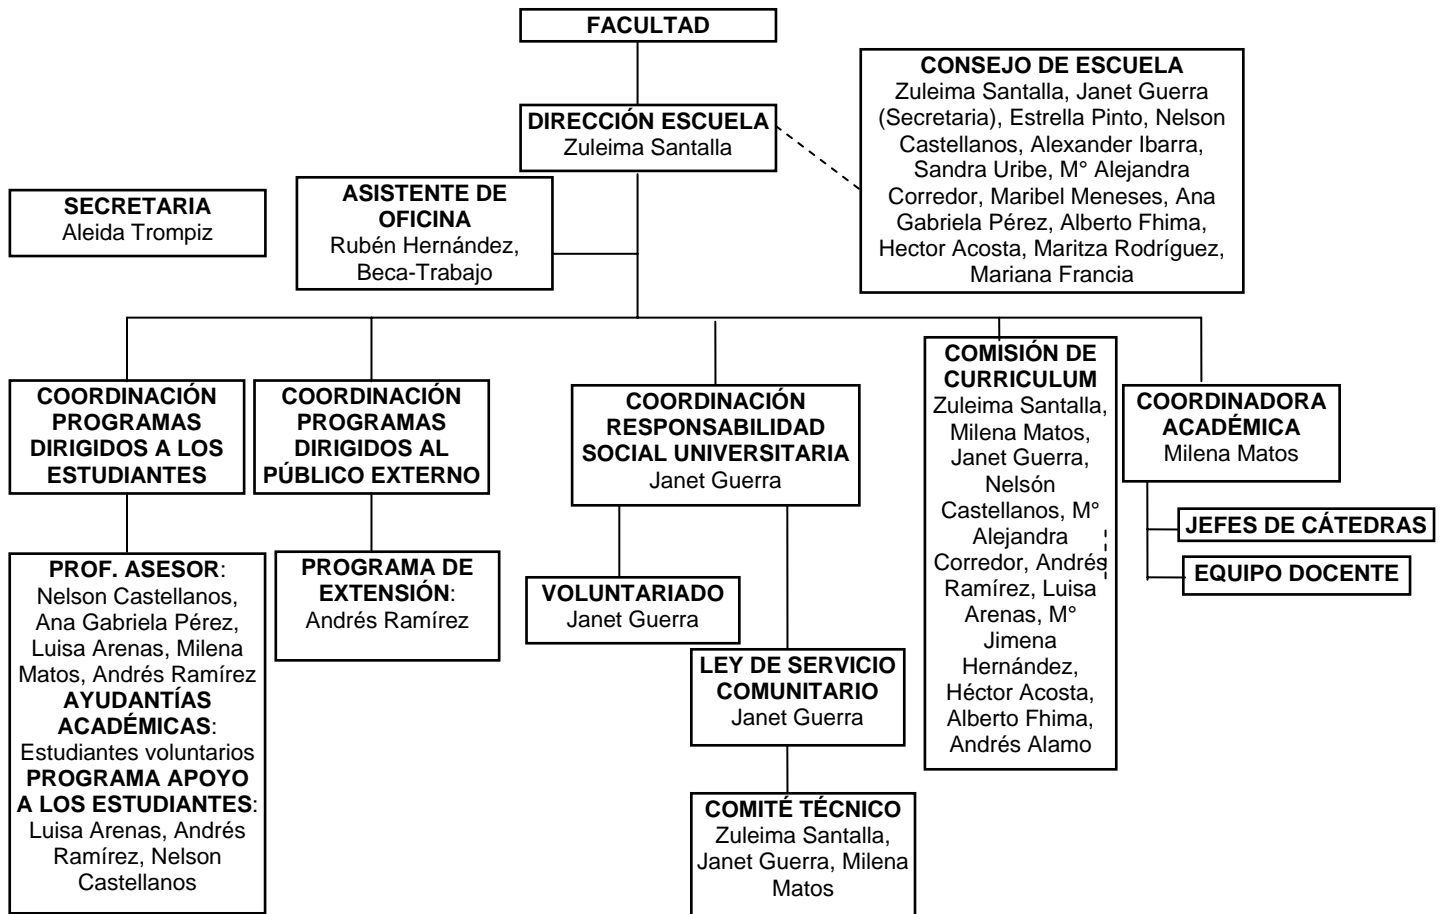 FACULTAD
DIRECCIÓN ESCUELA
Zuleima Santalla
CONSEJO DE ESCUELA
Zuleima Santalla, Janet Guerra
(Secretaria), Estrella Pinto, Nelson
Castellanos, Alexander Ibarra,
Sandra Uribe, M° Alejandra
Corredor, Maribel Meneses, Ana
Gabriela Pérez, Alberto Fhima,
Hector Acosta, Maritza Rodríguez,
Mariana Francia
SECRETARIA
Aleida Trompiz
ASISTENTE DE
OFICINA
Rubén Hernández,
Beca-Trabajo
COORDINACIÓN
PROGRAMAS
DIRIGIDOS A LOS
ESTUDIANTES
COORDINACIÓN
PROGRAMAS
DIRIGIDOS AL
PÚBLICO EXTERNO
COORDINACIÓN
RESPONSABILIDAD
SOCIAL UNIVERSITARIA
Janet Guerra
COMISIÓN DE
CURRICULUM
Zuleima Santalla,
Milena Matos,
Janet Guerra,
Nelsón
Castellanos, M°
Alejandra
Corredor, Andrés
Ramírez, Luisa
Arenas, M°
Jimena
Hernández,
Héctor Acosta,
Alberto Fhima,
Andrés Alamo
COORDINADORA
ACADÉMICA
Milena Matos
JEFES DE CÁTEDRAS
EQUIPO DOCENTE
PROF. ASESOR:
Nelson Castellanos,
Ana Gabriela Pérez,
Luisa Arenas, Milena
Matos, Andrés Ramírez
AYUDANTÍAS
ACADÉMICAS:
Estudiantes voluntarios
PROGRAMA APOYO
A LOS ESTUDIANTES:
Luisa Arenas, Andrés
Ramírez, Nelson
Castellanos
PROGRAMA DE
EXTENSIÓN:
Andrés Ramírez
VOLUNTARIADO
Janet Guerra
LEY DE SERVICIO
COMUNITARIO
Janet Guerra
COMITÉ TÉCNICO
Zuleima Santalla,
Janet Guerra, Milena
Matos